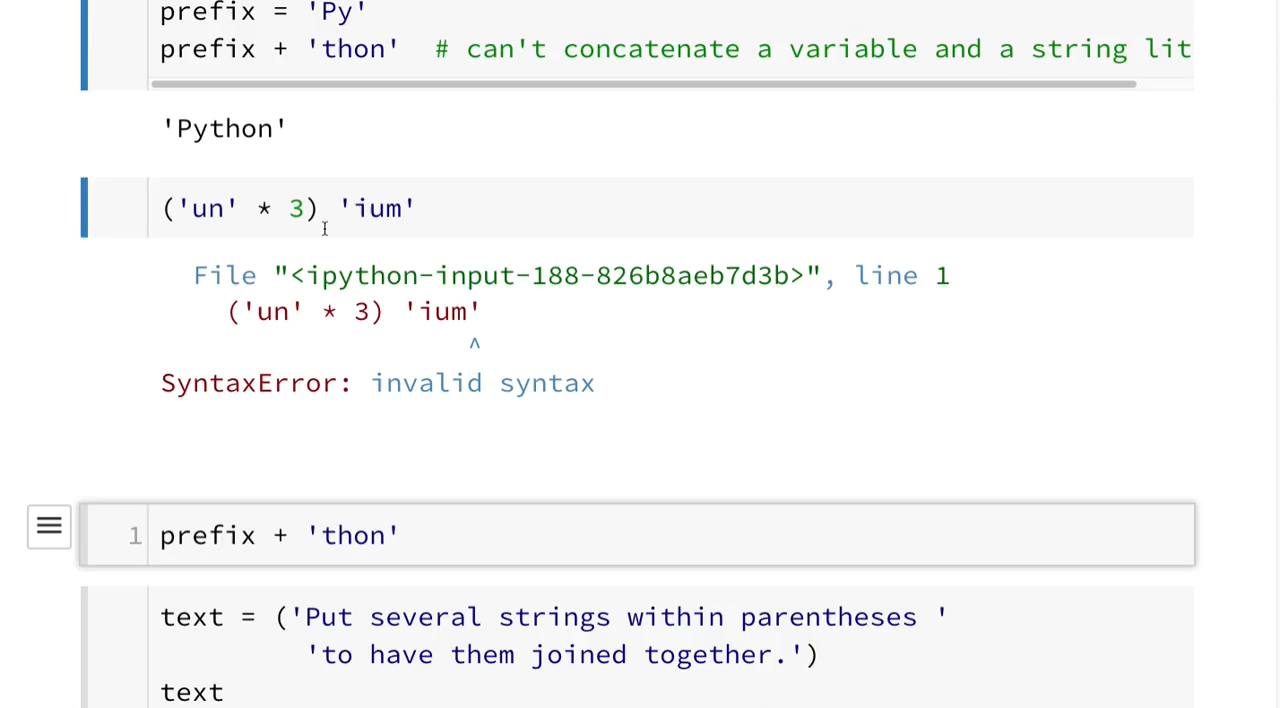 prefix = 'Py'
prefix + 'thon'  # can't concatenate a variable and a string lit
'Python'
('un' * 3) 'ium'
File "<ipython-input-188-826b8aeb7d3b>", line 1
('un' * 3) 'ium'
^
SyntaxError: invalid syntax
1 prefix + 'thon'
text = ('Put several strings within parentheses '
'to have them joined together.')
text